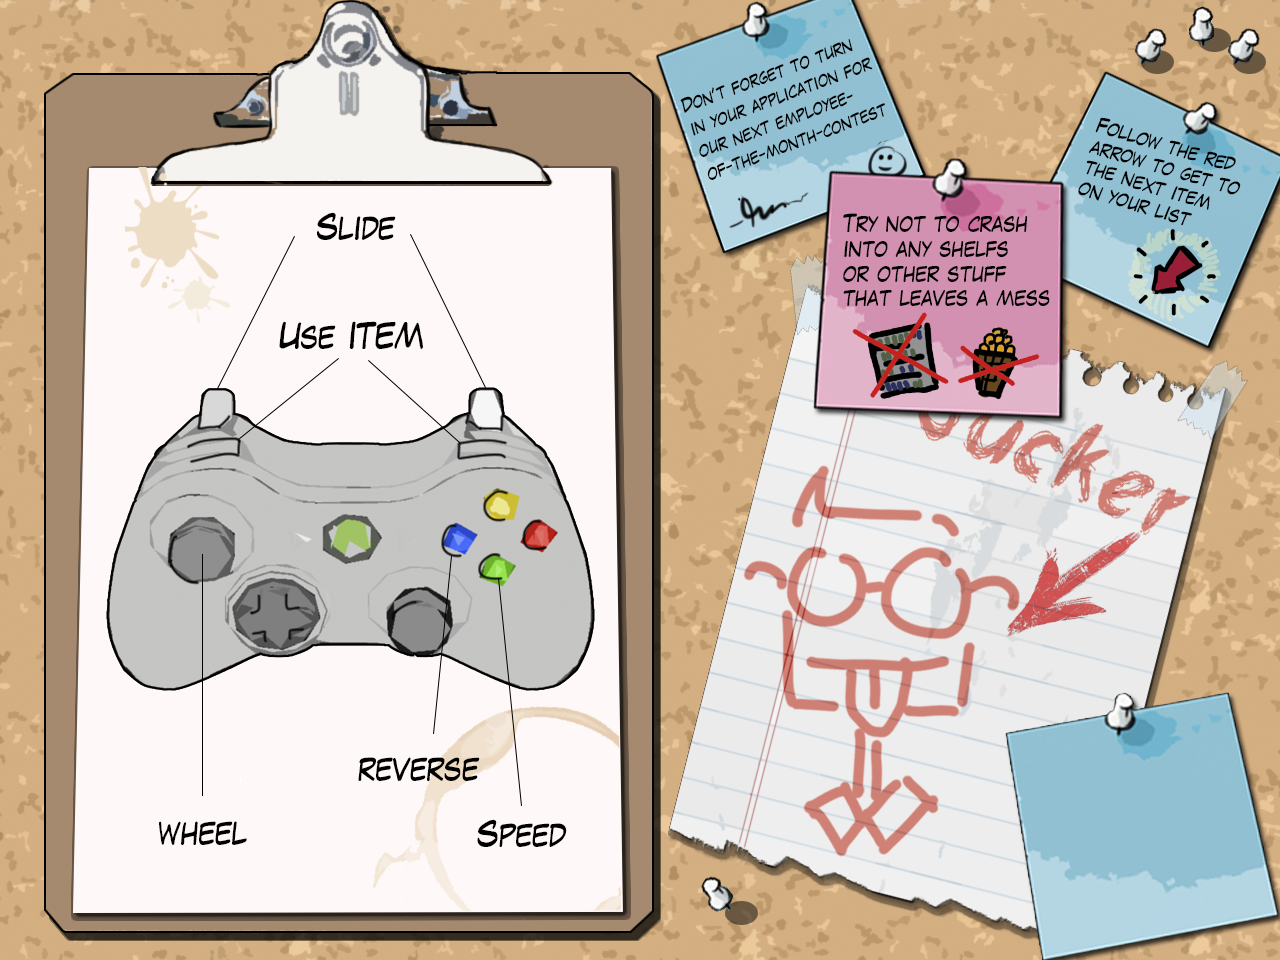 SLIDE
USE ITEM
REVERSE
WHEEL
SPEED
DON'T FORGET TO TURN
IN YOUR APPLICATION FOR
OUR NEXT EMPLOYEE-
OF-THE-MONTH-CONTEST
TRY NOT TO CRASH
INTO ANY SHELFS
OR OTHER STUFF
THAT LEAVES A MESS
FOLLOW THE RED
ARROW TO GET TO
THE NEXT ITEM
ON YOUR LIST